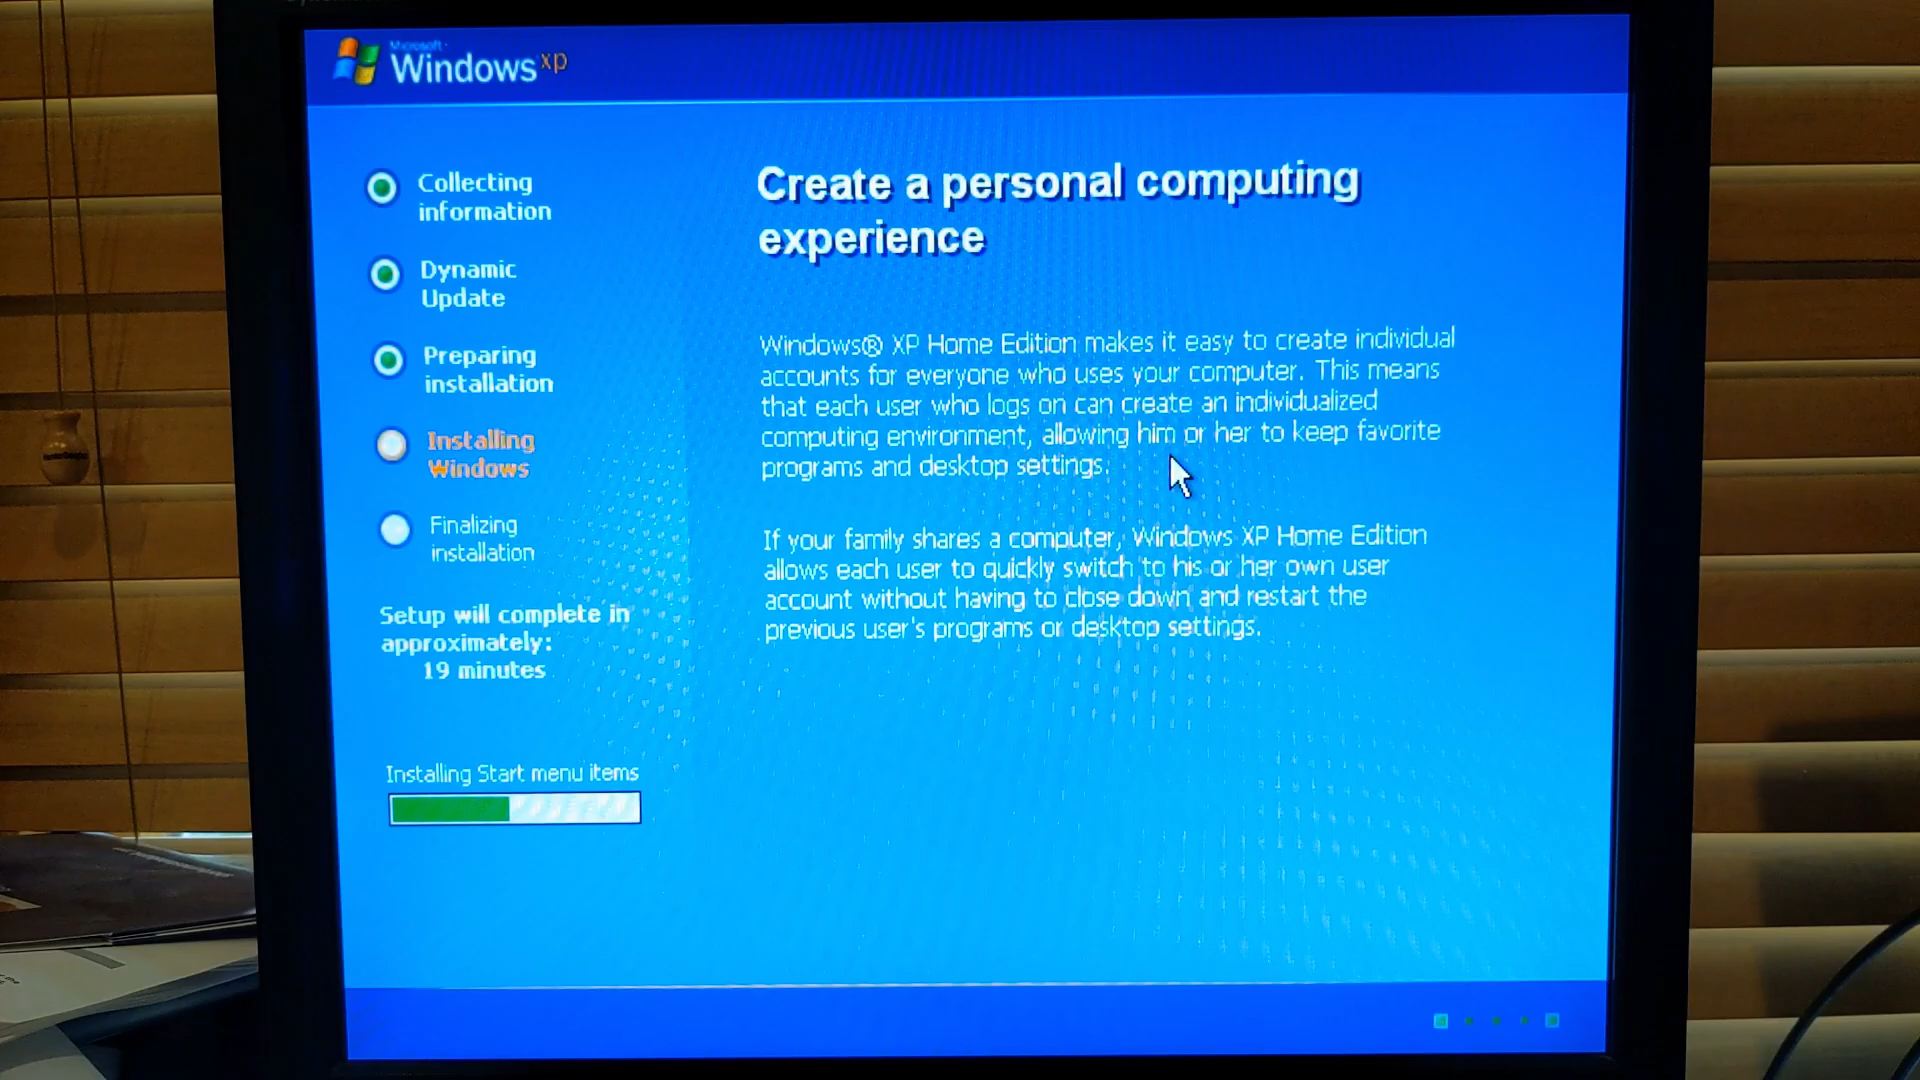 Microsoft
Windows xp
Collecting
information
Dynamic
Update
Preparing
installation
Installing
Windows
Finalizing
installation
Setup will complete in
approximately:
19 minutes
Installing Start menu items
Create a personal computing
experience
Windows® XP Home Edition makes it easy to create individual
accounts for everyone who uses your computer. This means
that each user who logs on can create an individualized
computing environment, allowing him or her to keep favorite
programs and desktop settings.
If your family shares a computer, Windows XP Home Edition
allows each user to quickly switch to his or her own user
account without having to close down and restart the
previous user's programs or desktop settings.